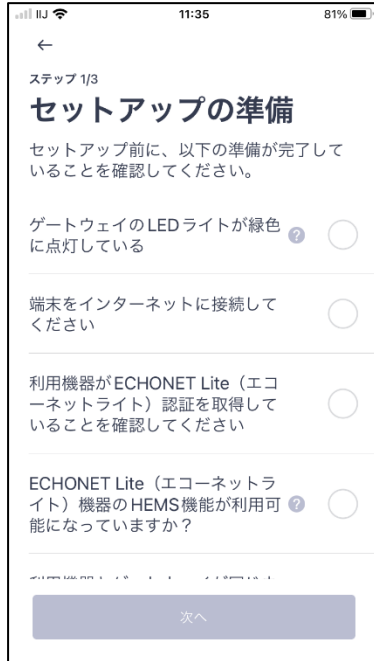 IIJ 11:35 81%
←
ステップ 1/3
セットアップの準備
セットアップ前に、以下の準備が完了して
いることを確認してください。
ゲートウェイのLEDライトが緑色
に点灯している
?
端末をインターネットに接続して
ください
利用機器がECHONET Lite（エコ
ーネットライト）認証を取得して
いることを確認してください
ECHONET Lite（エコーネットラ
イト）機器のHEMS機能が利用可
能になっていますか？
?
次へ